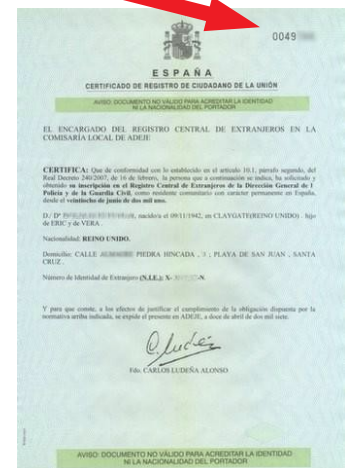 0049
ESPAÑA
CERTIFICADO DE REGISTRO DE CIUDADANO DE LA UNIÓN
AVISO: DOCUMENTO NO VÁLIDO PARA ACREDITAR LA IDENTIDAD
NI LA NACIONALIDAD DEL PORTADOR
EL ENCARGADO DEL REGISTRO CENTRAL DE EXTRANJEROS EN LA
COMISARÍA LOCAL DE ADEJE
CERTIFICA: Que de conformidad con lo establecido en el artículo 10.1, párrafo segundo, del
Real Decreto 240/2007, de 16 de febrero, la persona que a continuación se indica, ha solicitado y
obtenido su inscripción en el Registro Central de Extranjeros de la Dirección General de l
Policía y de la Guardia Civil, como residente comunitario con carácter permanente en España,
desde el veintiocho de junio de dos mil uno.
D./ Dª nacido/a el 09/11/1942, en CLAYGATE(REINO UNIDO) . hijo
de ERIC y de VERA .
Nacionalidad: REINO UNIDO.
Domicilio: CALLE PIEDRA HINCADA , 3 , PLAYA DE SAN JUAN , SANTA
CRUZ .
Número de Identidad de Extranjero (N.I.E.): X- -N
Y para que conste, a los efectos de justificar el cumplimiento de la obligación dispuesta por la
normativa arriba indicada, se expide el presente en ADEJE, a doce de abril de dos mil siete.
Fdo. CARLOS LUDEÑA ALONSO.
AVISO: DOCUMENTO NO VÁLIDO PARA ACREDITAR LA IDENTIDAD
NI LA NACIONALIDAD DEL PORTADOR